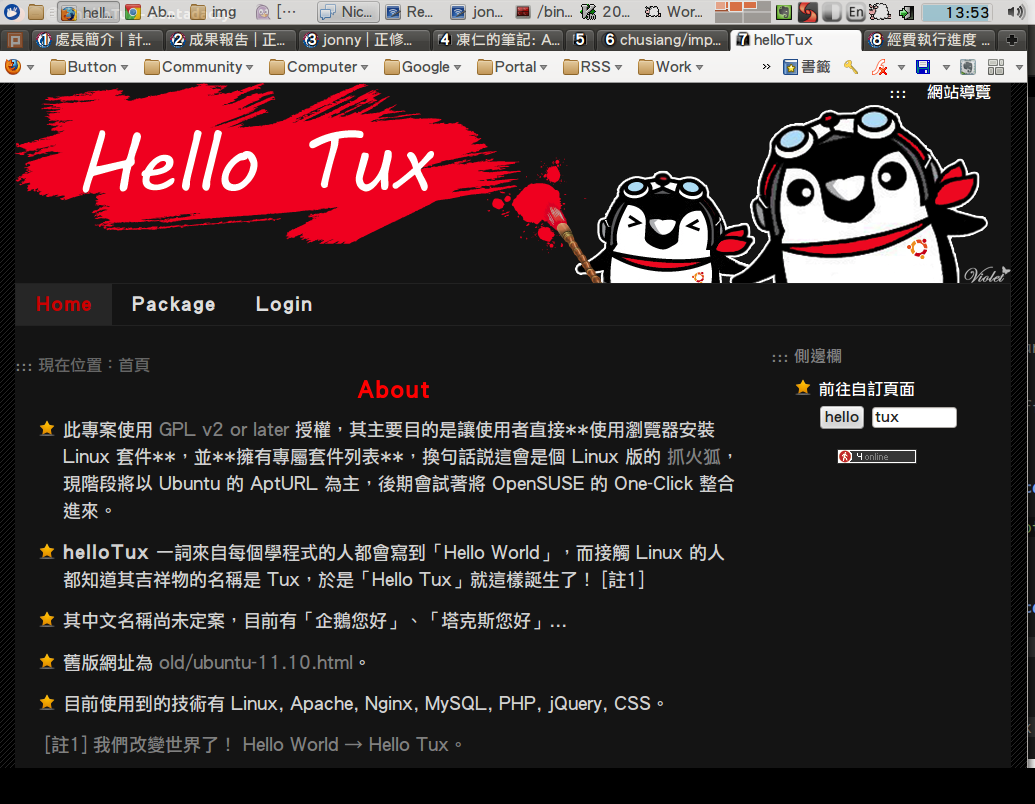 hell...
Ab...
img
[...
Nic...
Re...
jon...
/bin...
20...
Wor...
En
13:53
1 處長簡介 | 計...
2 成果報告 | 正...
3 jonny | 正修...
4 凍仁的筆記: A...
5
6 chusiang/imp...
7 helloTux
8 經費執行進度 ...
Button
Community
Computer
Google
Portal
RSS
Work
»
書籤
::: 網站導覽
Hello Tux
Violet
Home
Package
Login
::: 現在位置：首頁
About
此專案使用 GPL v2 or later 授權，其主要目的是讓使用者直接**使用瀏覽器安裝
Linux 套件**，並**擁有專屬套件列表**，換句話説這會是個 Linux 版的 抓火狐，
現階段將以 Ubuntu 的 AptURL 為主，後期會試著將 OpenSUSE 的 One-Click 整合
進來。
helloTux 一詞來自每個學程式的人都會寫到「Hello World」，而接觸 Linux 的人
都知道其吉祥物的名稱是 Tux，於是「Hello Tux」就這樣誕生了！ [註1]
其中文名稱尚未定案，目前有「企鵝您好」、「塔克斯您好」...
舊版網址為 old/ubuntu-11.10.html。
目前使用到的技術有 Linux, Apache, Nginx, MySQL, PHP, jQuery, CSS。
[註1] 我們改變世界了！ Hello World → Hello Tux。
::: 側邊欄
前往自訂頁面
hello
tux
4 online